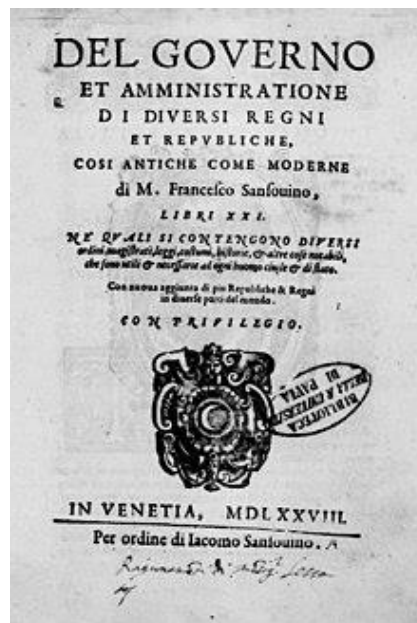 DEL GOVERNO
ET AMMINISTRATIONE
DI DIVERSI REGNI
ET REPVBLICHE,
COSI ANTICHE COME MODERNE
di M. Francesco Sansouino,
LIBRI XXI.
NE' QVALI SI CONTENGONO DIVERSI
ordini, magistrati, leggi, costumi, historie, & altre cose notabili,
che sono utili & necessarie ad ogni huomo ciuile & di stato.
Con nuoua aggiunta di piu Republiche & Regni
in diuerse parti del mondo.
CON PRIVILEGIO.
BIBLIOTECA
DELLA R UNIVERSITÀ
DI PAVIA
IN VENETIA, MDLXXVIII.
Per ordine di Iacomo Sansouino.